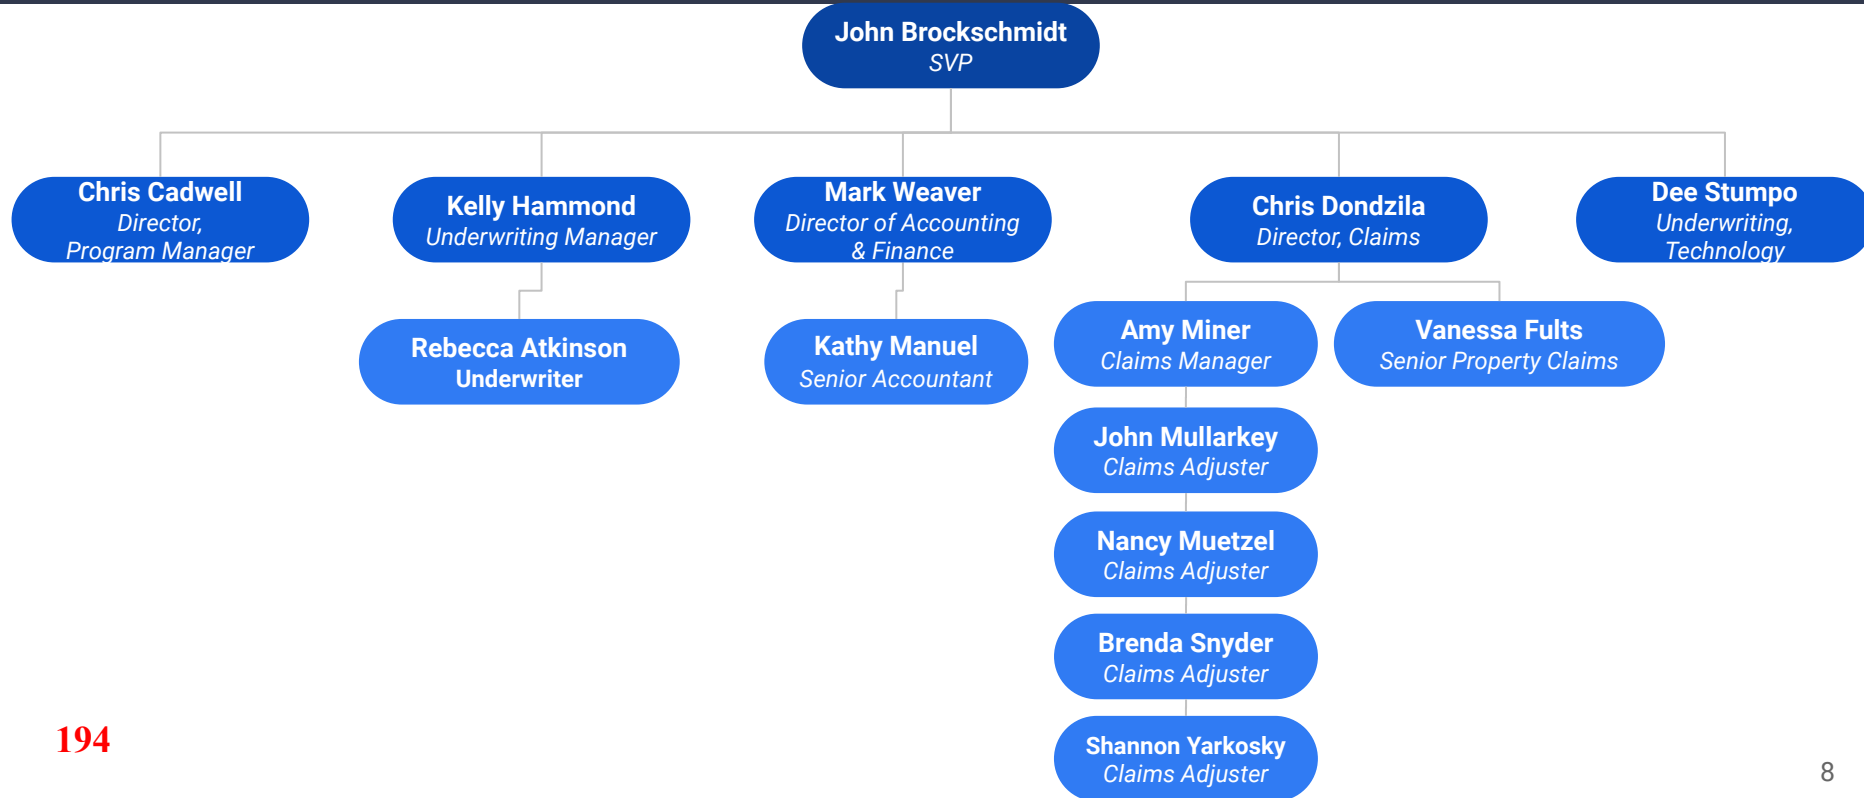 John Brockschmidt
SVP
Chris Cadwell
Director,
Program Manager
Kelly Hammond
Underwriting Manager
Mark Weaver
Director of Accounting
& Finance
Chris Dondzila
Director, Claims
Dee Stumpo
Underwriting,
Technology
Rebecca Atkinson
Underwriter
Kathy Manuel
Senior Accountant
Amy Miner
Claims Manager
Vanessa Fults
Senior Property Claims
John Mullarkey
Claims Adjuster
Nancy Muetzel
Claims Adjuster
Brenda Snyder
Claims Adjuster
Shannon Yarkosky
Claims Adjuster
194
8